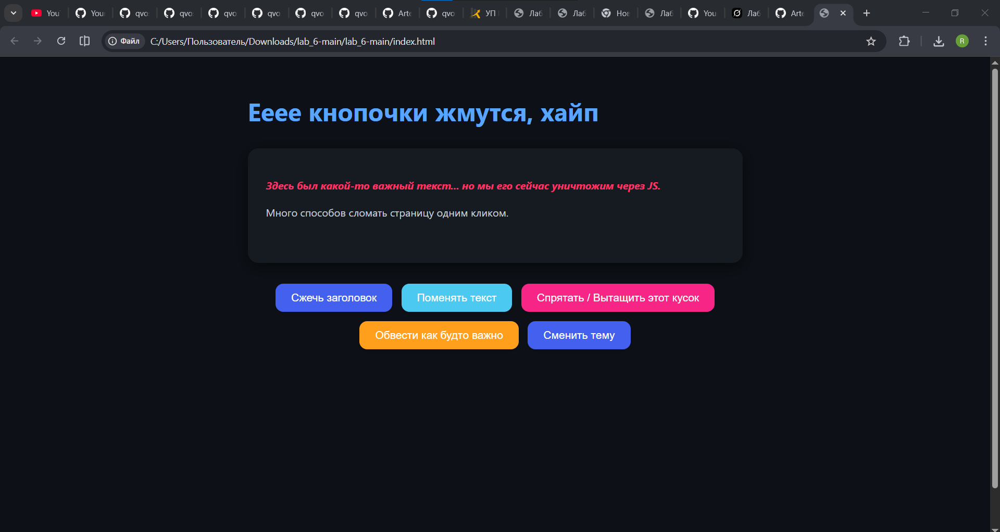 You
You
qvo
qvo
qvo
qvo
qvo
qvo
Arte
qvo
УП
Лаб
Лаб
Нов
Лаб
You
Лаб
Arte
Файл C:/Users/Пользователь/Downloads/lab_6-main/lab_6-main/index.html
R
Ееее кнопочки жмутся, хайп
Здесь был какой-то важный текст... но мы его сейчас уничтожим через JS.
Много способов сломать страницу одним кликом.
Сжечь заголовок
Поменять текст
Спрятать / Вытащить этот кусок
Обвести как будто важно
Сменить тему